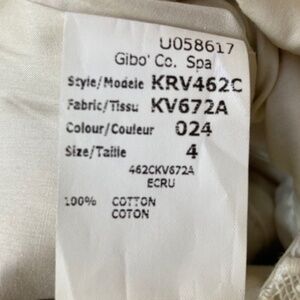 U058617
Gibo' Co. Spa
Style/Modele KRV462C
Fabric/Tissu KV672A
Colour/Couleur 024
Size/Taille 4
462CKV672A
ECRU
100% COTTON
COTON